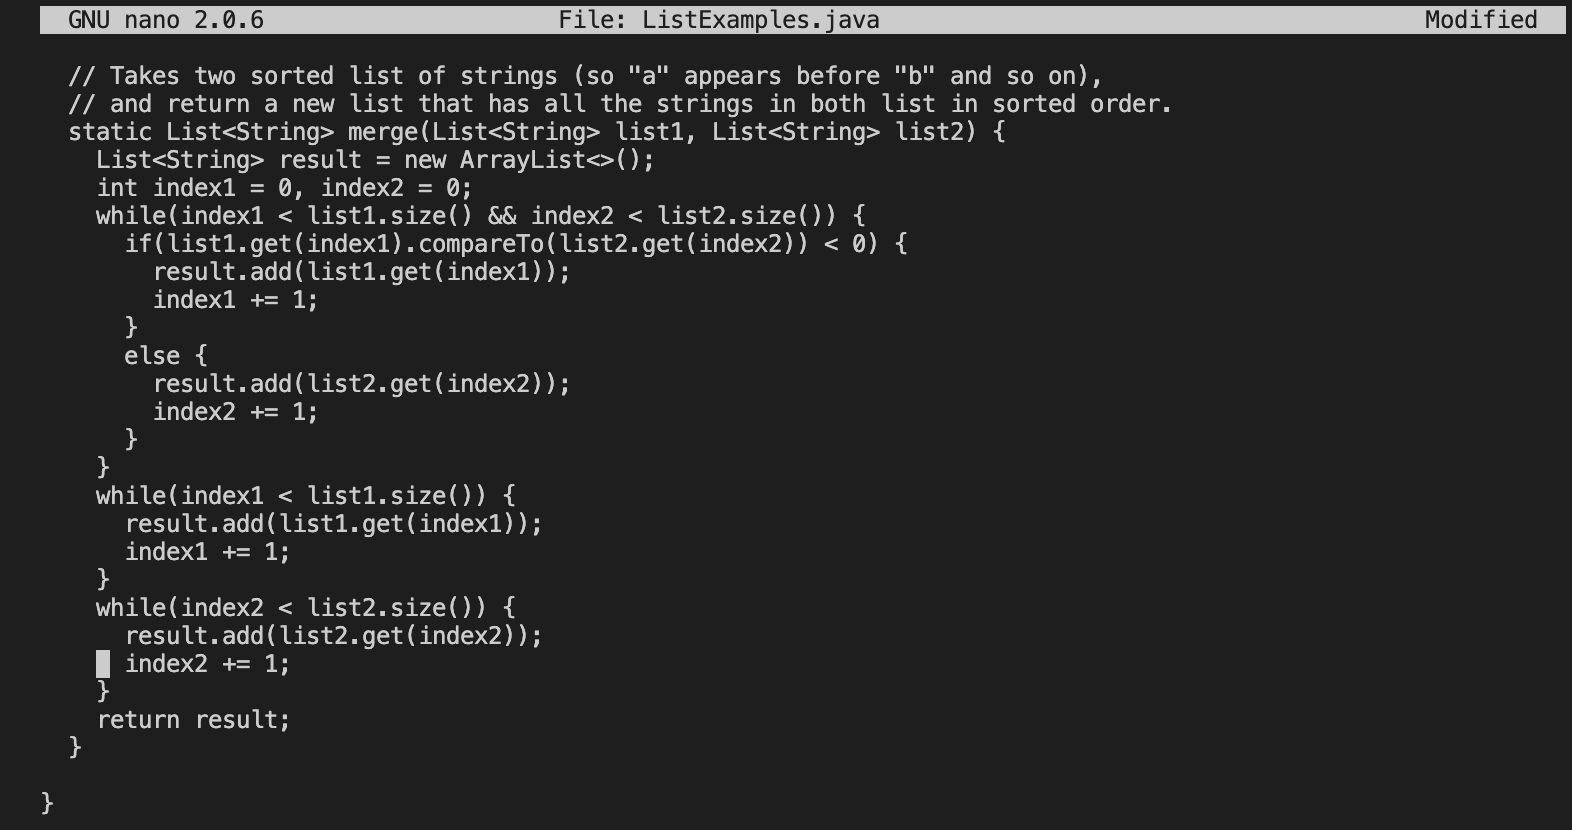 GNU nano 2.0.6 File: ListExamples.java Modified
// Takes two sorted list of strings (so "a" appears before "b" and so on),
// and return a new list that has all the strings in both list in sorted order.
static List<String> merge(List<String> list1, List<String> list2) {
List<String> result = new ArrayList<>();
int index1 = 0, index2 = 0;
while(index1 < list1.size() && index2 < list2.size()) {
if(list1.get(index1).compareTo(list2.get(index2)) < 0) {
result.add(list1.get(index1));
index1 += 1;
}
else {
result.add(list2.get(index2));
index2 += 1;
}
}
while(index1 < list1.size()) {
result.add(list1.get(index1));
index1 += 1;
}
while(index2 < list2.size()) {
result.add(list2.get(index2));
index2 += 1;
}
return result;
}
}